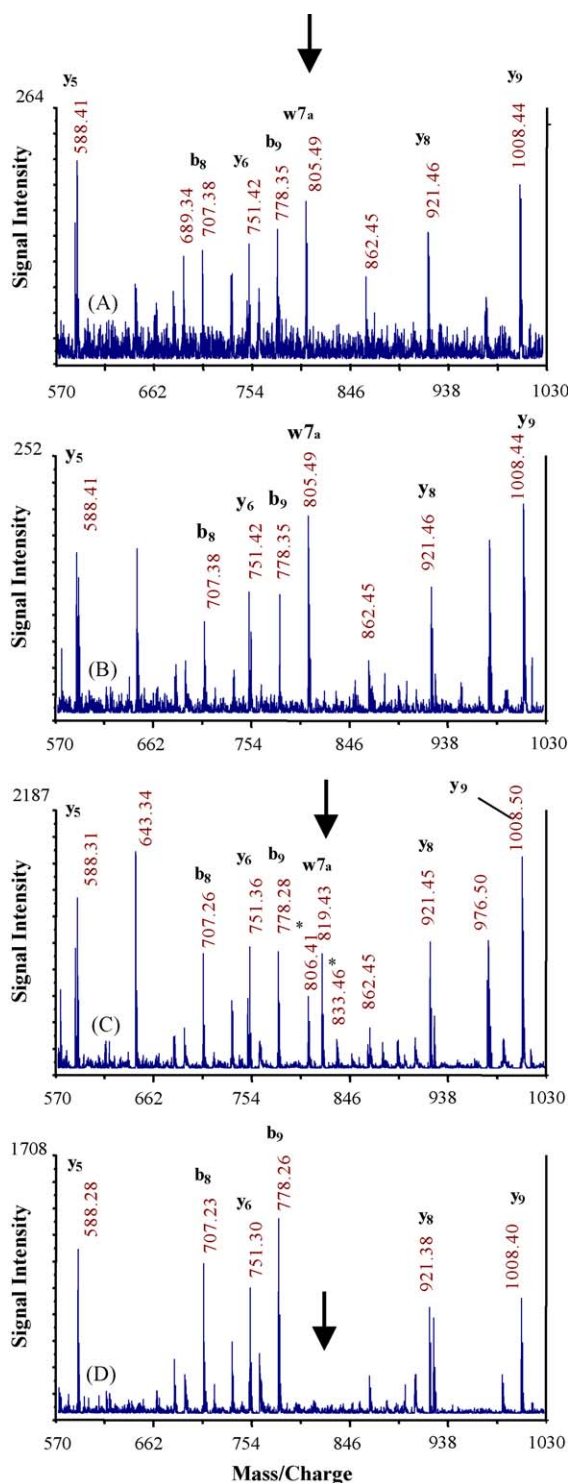 y5
y9
264
w7a
Signal Intensity
588.41
b8
y6
b9
805.49
y8
1008.44
689.34
707.38
751.42
778.35
862.45
921.46
(A)
570 662 754 846 938 1030
252
w7a
y9
Signal Intensity
y5
588.41
b8
y6
b9
805.49
y8
1008.44
707.38
751.42
778.35
862.45
921.46
(B)
570 662 754 846 938 1030
2187
y5
y9
Signal Intensity
588.31
643.34
b8
y6
b9
w7a
y8
1008.50
707.26
751.36
778.28
* 806.41
819.43
* 833.46
862.45
921.45
976.50
(C)
570 662 754 846 938 1030
1708
b9
Signal Intensity
y5
588.28
b8
y6
778.26
y8
y9
707.23
751.30
921.38
1008.40
(D)
570 662 754 846 938 1030
Mass/Charge